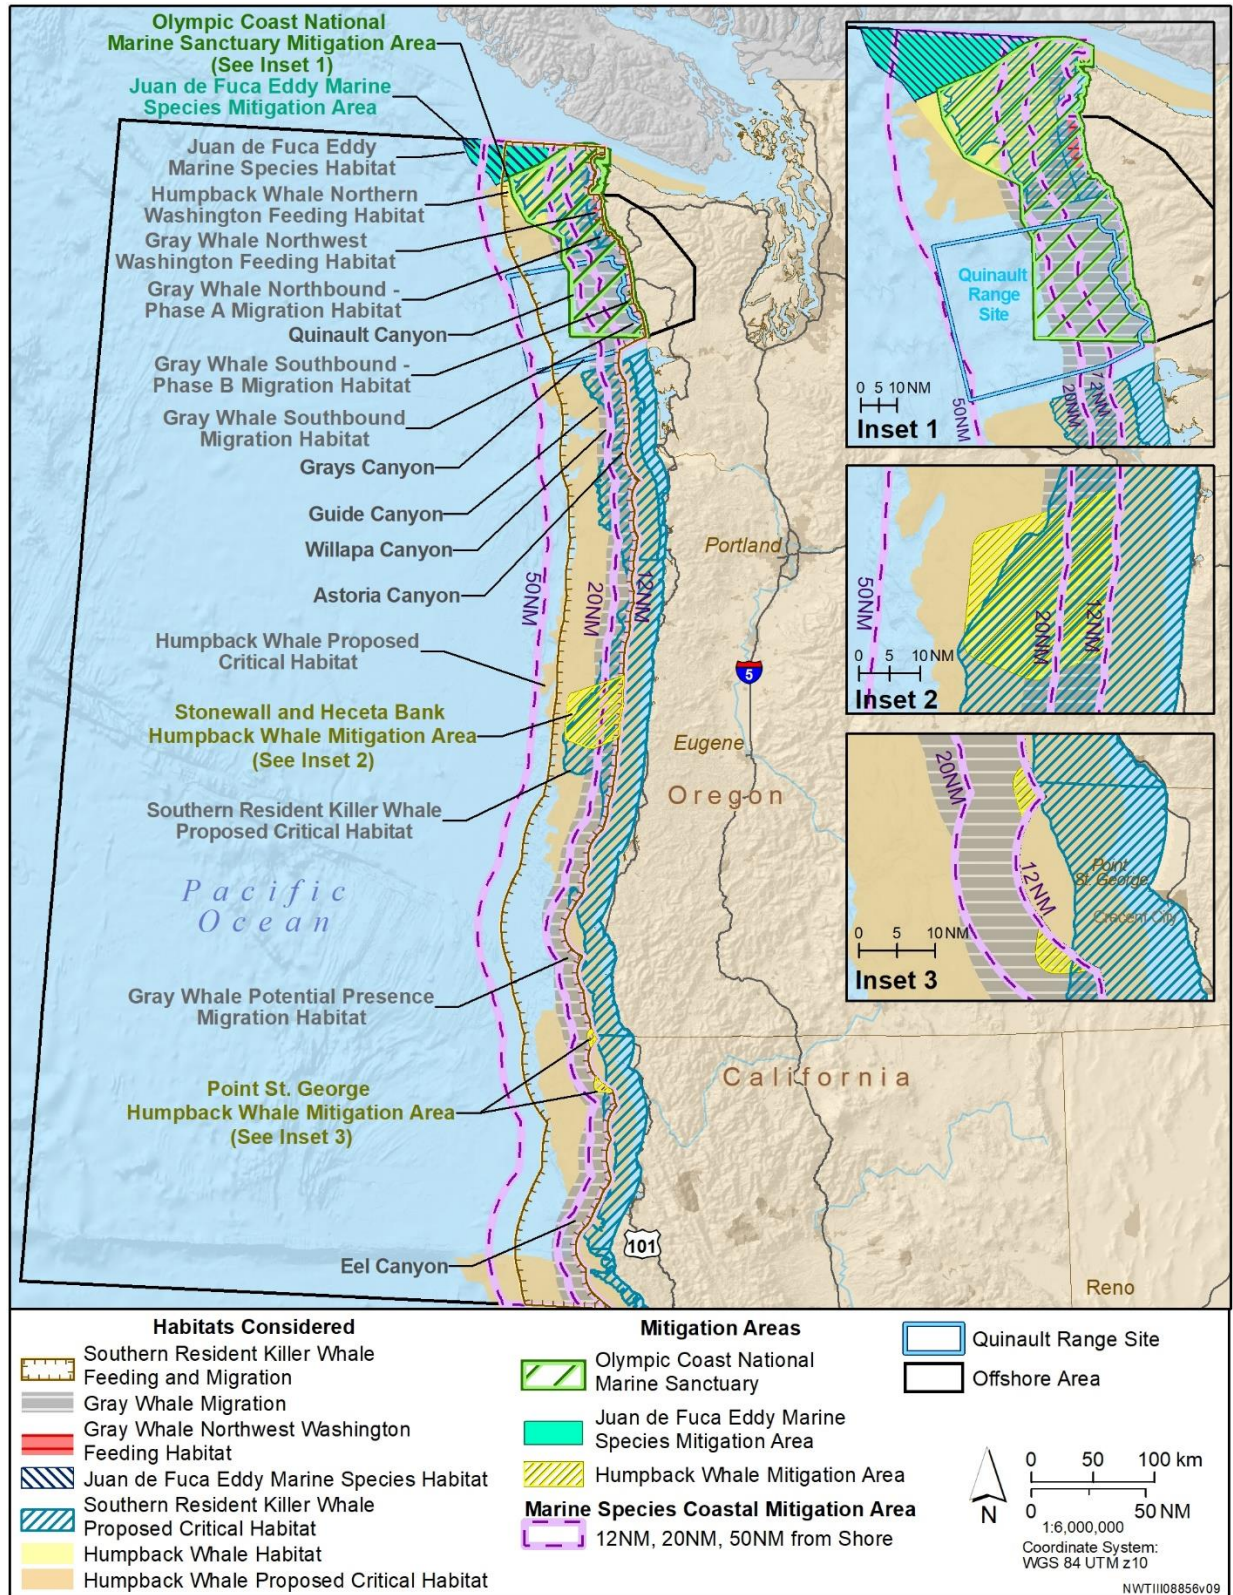 Olympic Coast National
Marine Sanctuary Mitigation Area
(See Inset 1)
Juan de Fuca Eddy Marine
Species Mitigation Area
Juan de Fuca Eddy
Marine Species Habitat
Humpback Whale Northern
Washington Feeding Habitat
Gray Whale Northwest
Washington Feeding Habitat
Gray Whale Northbound -
Phase A Migration Habitat
Quinault Canyon
Gray Whale Southbound -
Phase B Migration Habitat
Gray Whale Southbound
Migration Habitat
Grays Canyon
Guide Canyon
Willapa Canyon
Astoria Canyon
Humpback Whale Proposed
Critical Habitat
Stonewall and Heceta Bank
Humpback Whale Mitigation Area
(See Inset 2)
Southern Resident Killer Whale
Proposed Critical Habitat
Pacific
Ocean
Gray Whale Potential Presence
Migration Habitat
Point St. George
Humpback Whale Mitigation Area
(See Inset 3)
Eel Canyon
50NM
20NM
12NM
Portland
5
Eugene
Oregon
California
101
Reno
Quinault
Range
Site
0 5 10 NM
50NM
20NM
12NM
Inset 1
50NM
20NM
12NM
0 5 10 NM
Inset 2
20NM
12NM
Point
St. George
Crescent City
0 5 10 NM
Inset 3
Habitats Considered
Southern Resident Killer Whale
Feeding and Migration
Gray Whale Migration
Gray Whale Northwest Washington
Feeding Habitat
Juan de Fuca Eddy Marine Species Habitat
Southern Resident Killer Whale
Proposed Critical Habitat
Humpback Whale Habitat
Humpback Whale Proposed Critical Habitat
Mitigation Areas
Olympic Coast National
Marine Sanctuary
Juan de Fuca Eddy Marine
Species Mitigation Area
Humpback Whale Mitigation Area
Marine Species Coastal Mitigation Area
12NM, 20NM, 50NM from Shore
Quinault Range Site
Offshore Area
N
0 50 100 km
0 50 NM
1:6,000,000
Coordinate System:
WGS 84 UTM z10
NWTIII08856v09